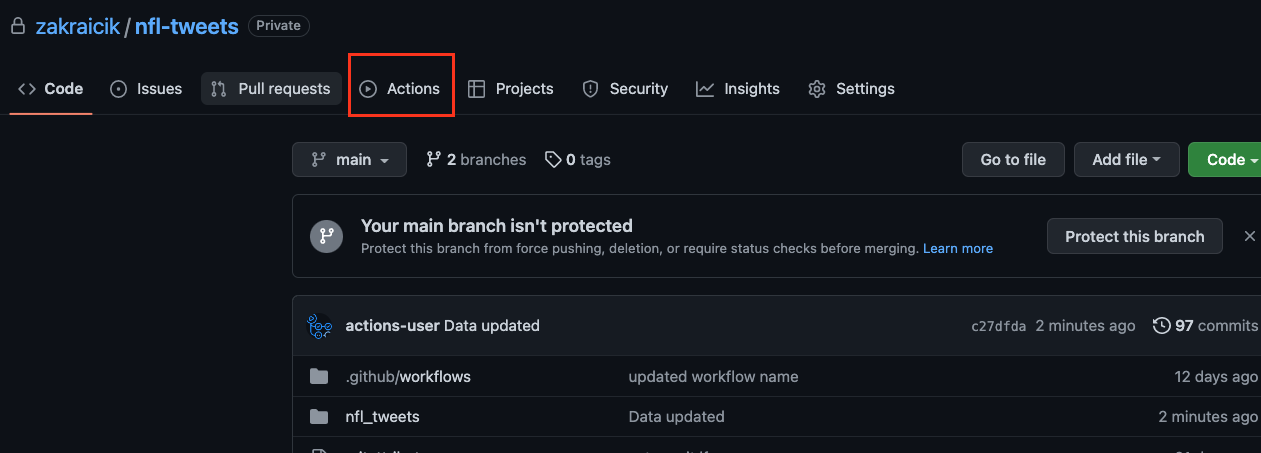 zakraicik / nfl-tweets Private
Code Issues Pull requests Actions Projects Security Insights Settings
main 2 branches 0 tags Go to file Add file Code
Your main branch isn't protected
Protect this branch from force pushing, deletion, or require status checks before merging. Learn more
Protect this branch
actions-user Data updated c27dfda 2 minutes ago 97 commits
.github/workflows updated workflow name 12 days ago
nfl_tweets Data updated 2 minutes ago